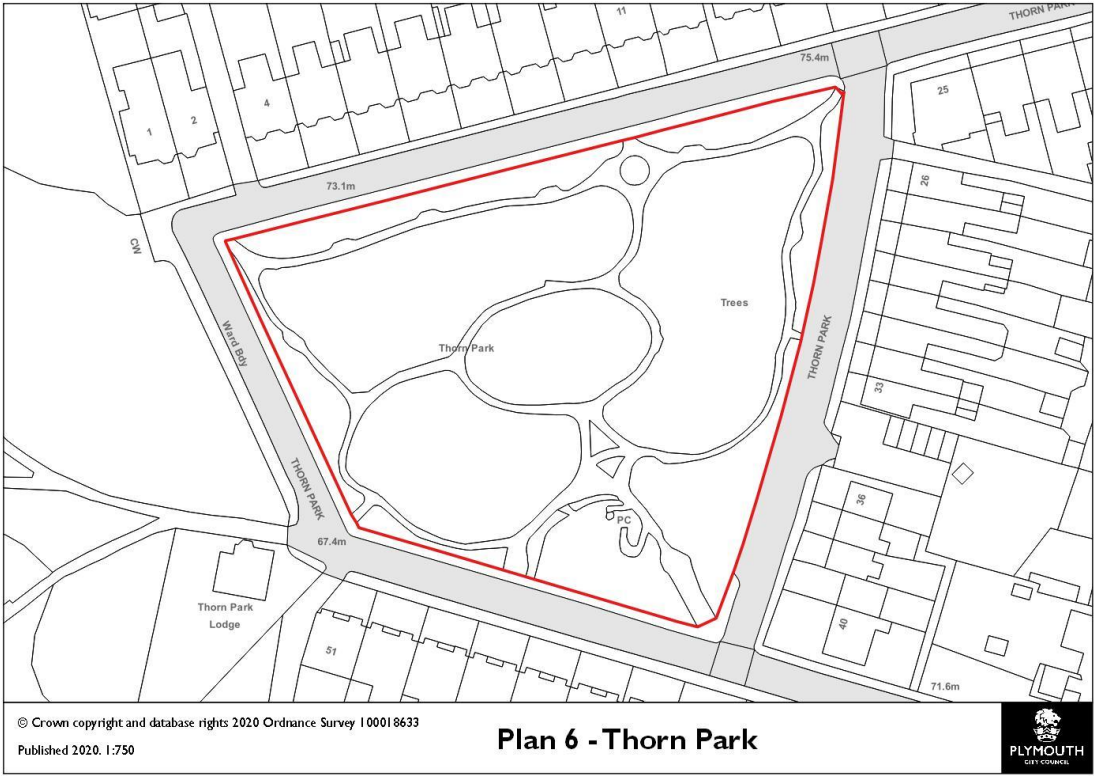 11
THORN PARK
75.4m
1
2
4
25
73.1m
26
CW
Trees
Ward Bdy
Thorn Park
THORN PARK
33
THORN PARK
36
PC
67.4m
Thorn Park
Lodge
40
51
71.6m
© Crown copyright and database rights 2020 Ordnance Survey 100018633
Published 2020. 1:750
Plan 6 - Thorn Park
PLYMOUTH
CITY COUNCIL